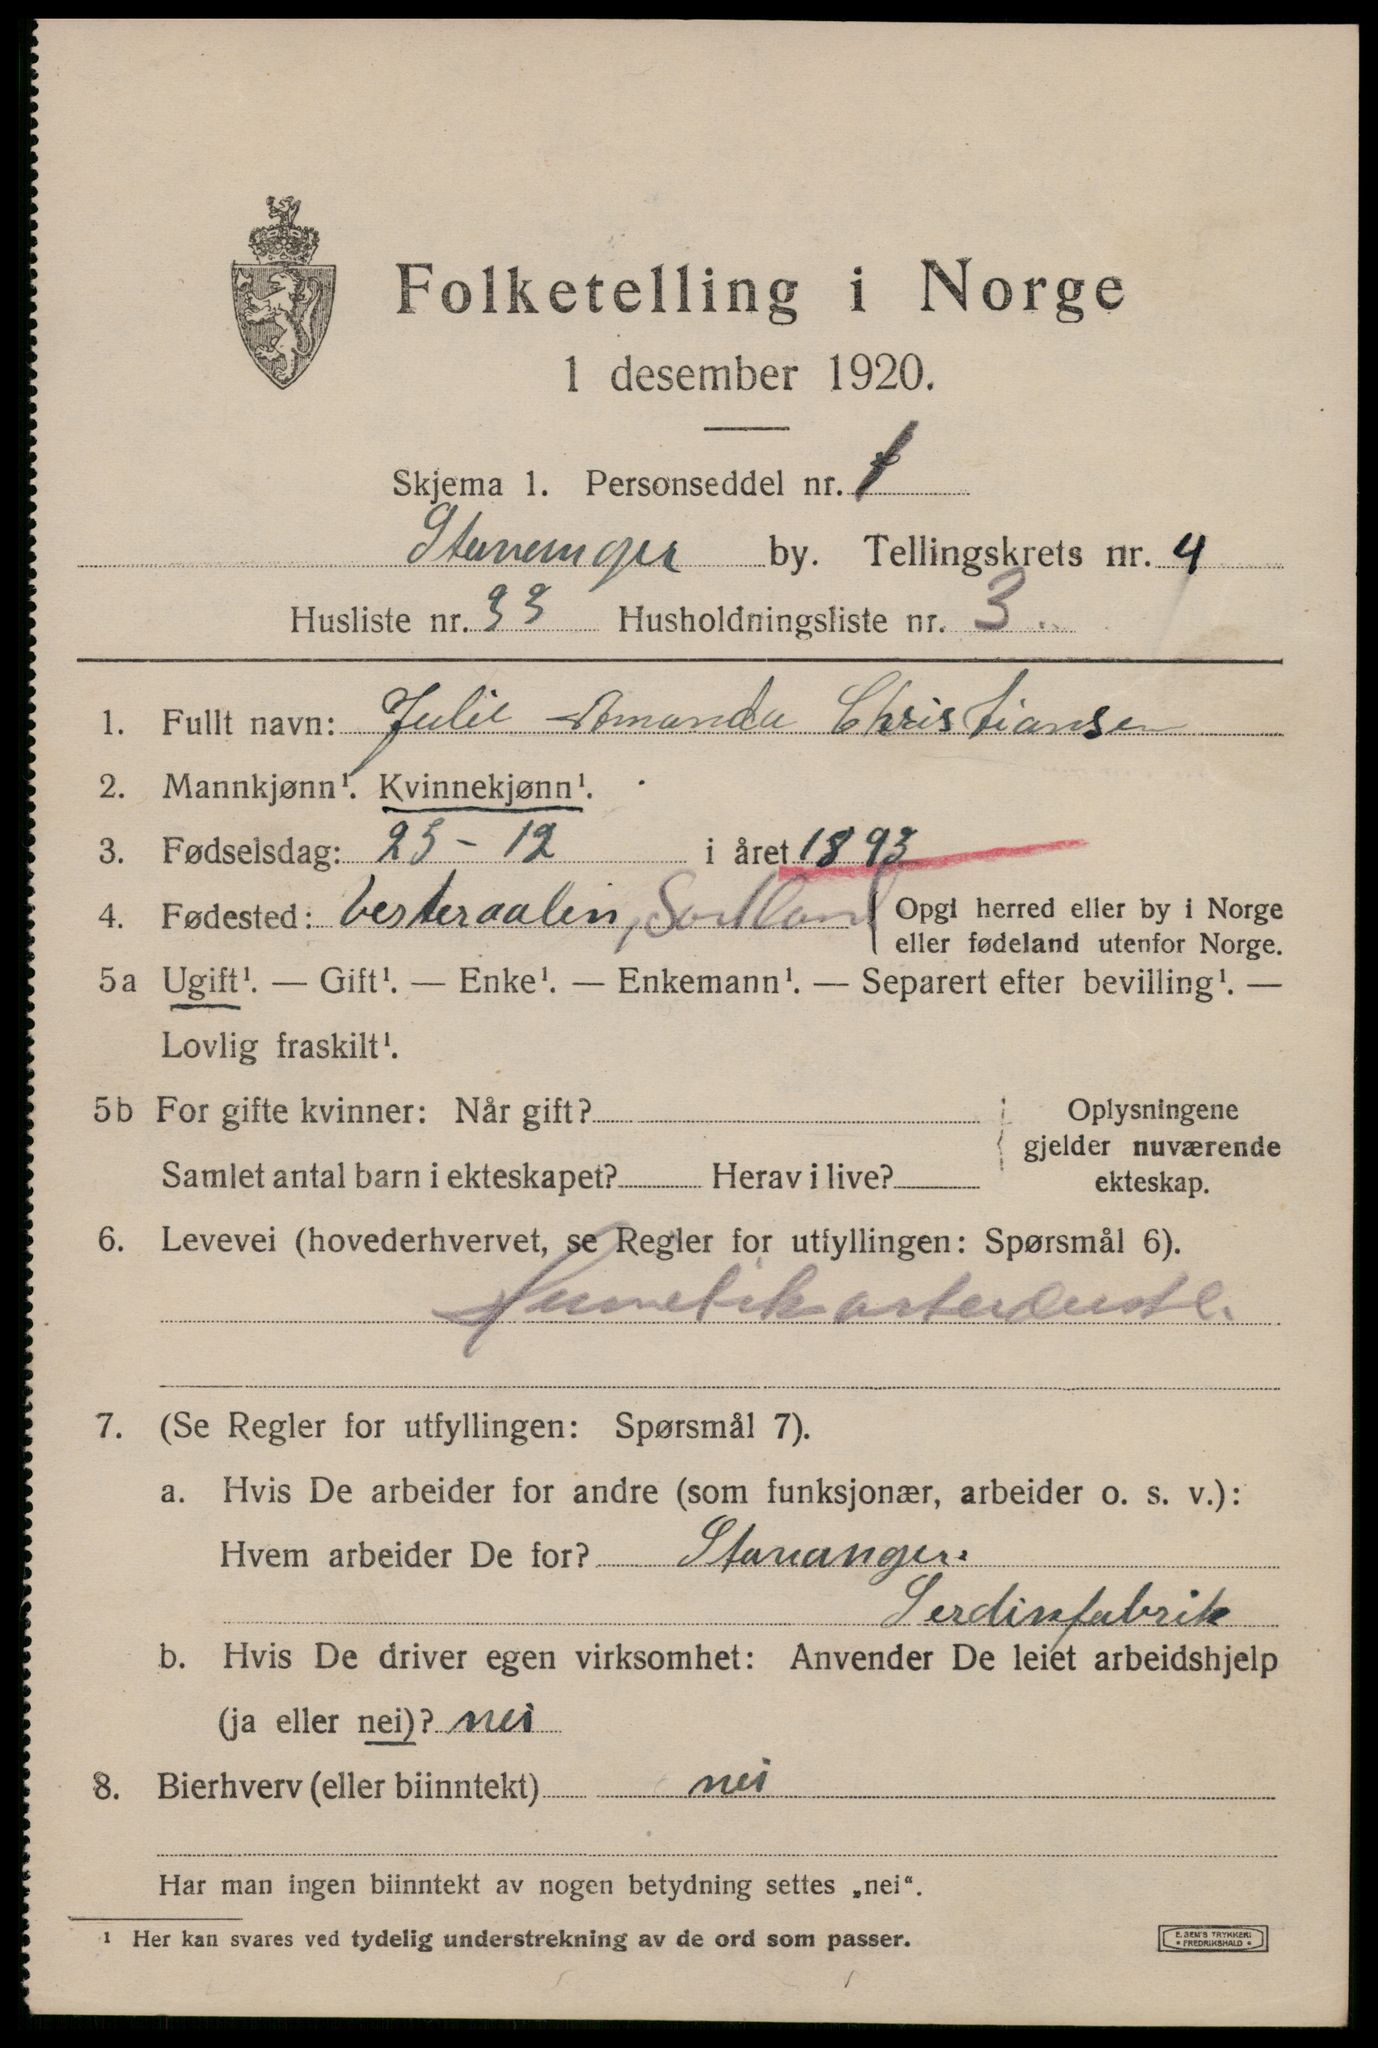 Folketelling i Norge
1 desember 1920.
Skjema 1. Personseddel nr. 1
Stavanger by. Tellingskrets nr. 4
Husliste nr. 33 Husholdningsliste nr. 3.
1. Fullt navn: Julie Amanda Christiansen
2. Mannkjønn¹. Kvinnekjønn¹.
3. Fødselsdag: 25 - 12 i året 1893
4. Fødested: Vesteraalen, Sortland
Opgi herred eller by i Norge
eller fødeland utenfor Norge.
5a Ugift¹. — Gift¹. — Enke¹. — Enkemann¹. — Separert efter bevilling¹. —
Lovlig fraskilt¹.
5b For gifte kvinner: Når gift?
Samlet antal barn i ekteskapet? Herav i live?
Oplysningene
gjelder nuværende
ekteskap.
6. Levevei (hovederhvervet, se Regler for utfyllingen: Spørsmål 6).
7. (Se Regler for utfyllingen: Spørsmål 7).
a. Hvis De arbeider for andre (som funksjonær, arbeider o. s. v.):
Hvem arbeider De for? Stavanger.
Serdinfabrik
b. Hvis De driver egen virksomhet: Anvender De leiet arbeidshjelp
(ja eller nei)? nei
8. Bierhverv (eller biinntekt) nei
Har man ingen biinntekt av nogen betydning settes „nei“.
¹ Her kan svares ved tydelig understrekning av de ord som passer.
E. SEM'S TRYKKERI
• FREDRIKSHALD •